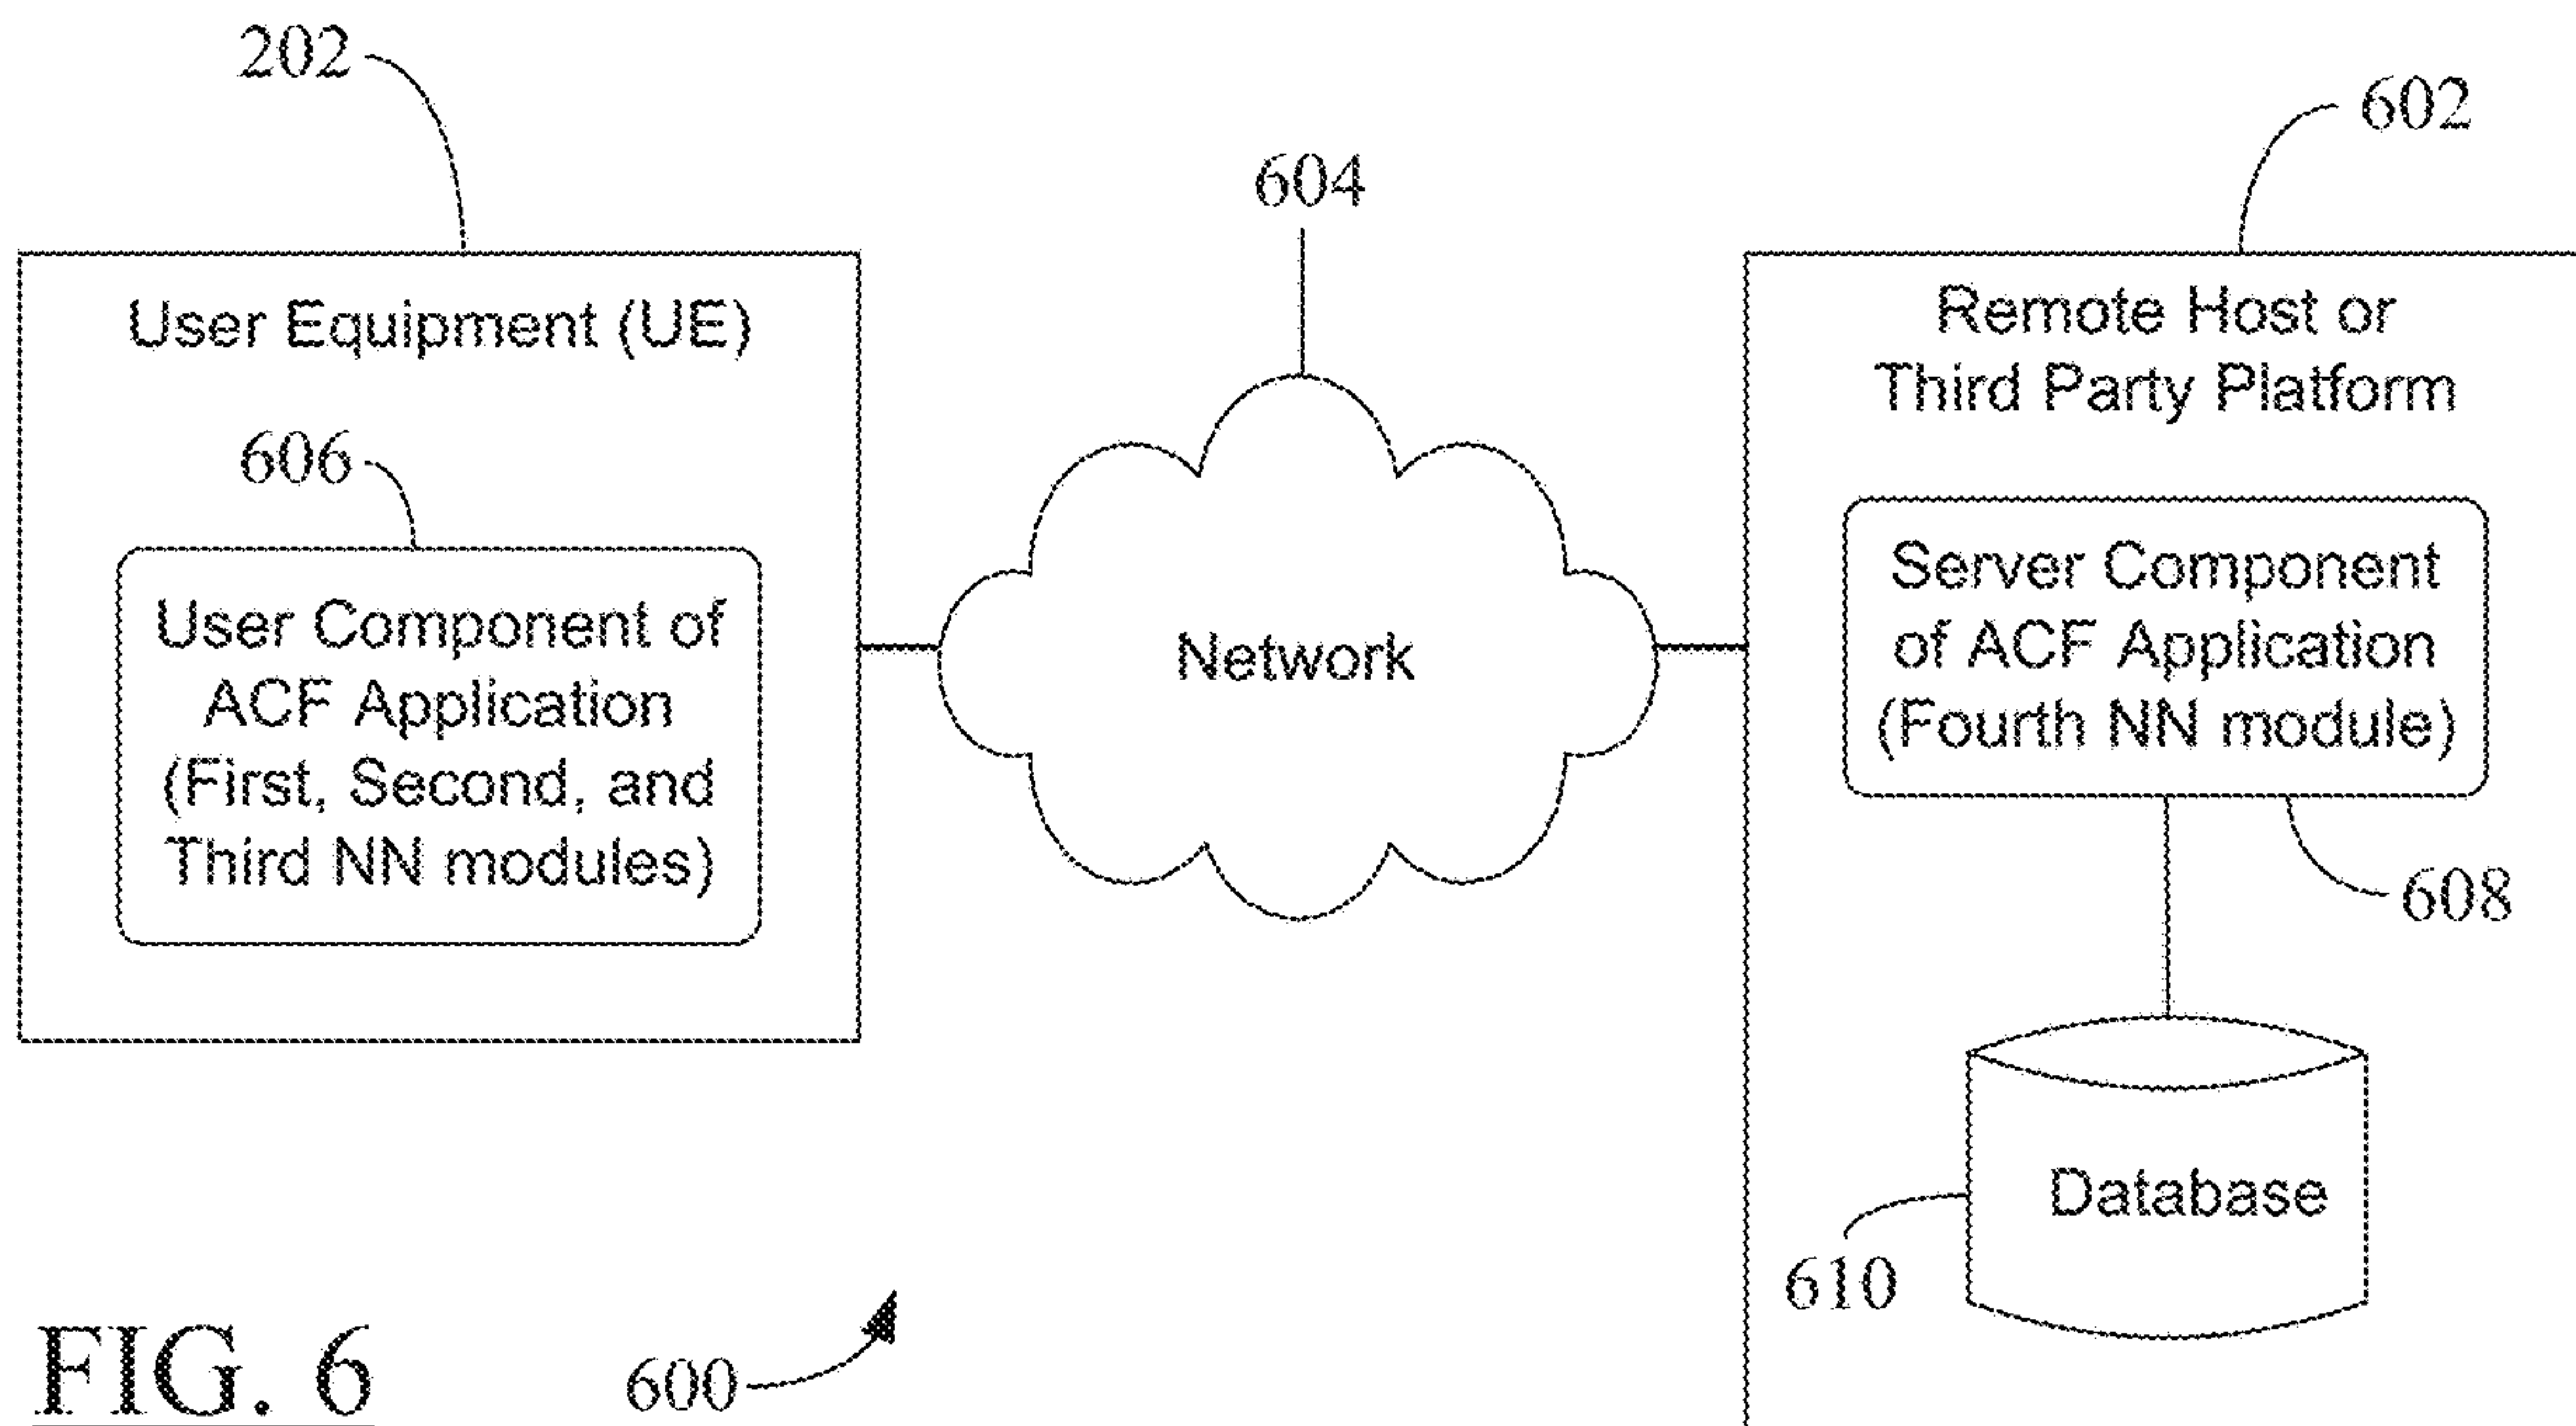 202
User Equipment (UE)
606
User Component of
ACF Application
(First, Second, and
Third NN modules)
604
Network
602
Remote Host or
Third Party Platform
Server Component
of ACF Application
(Fourth NN module)
608
Database
610
FIG. 6
600